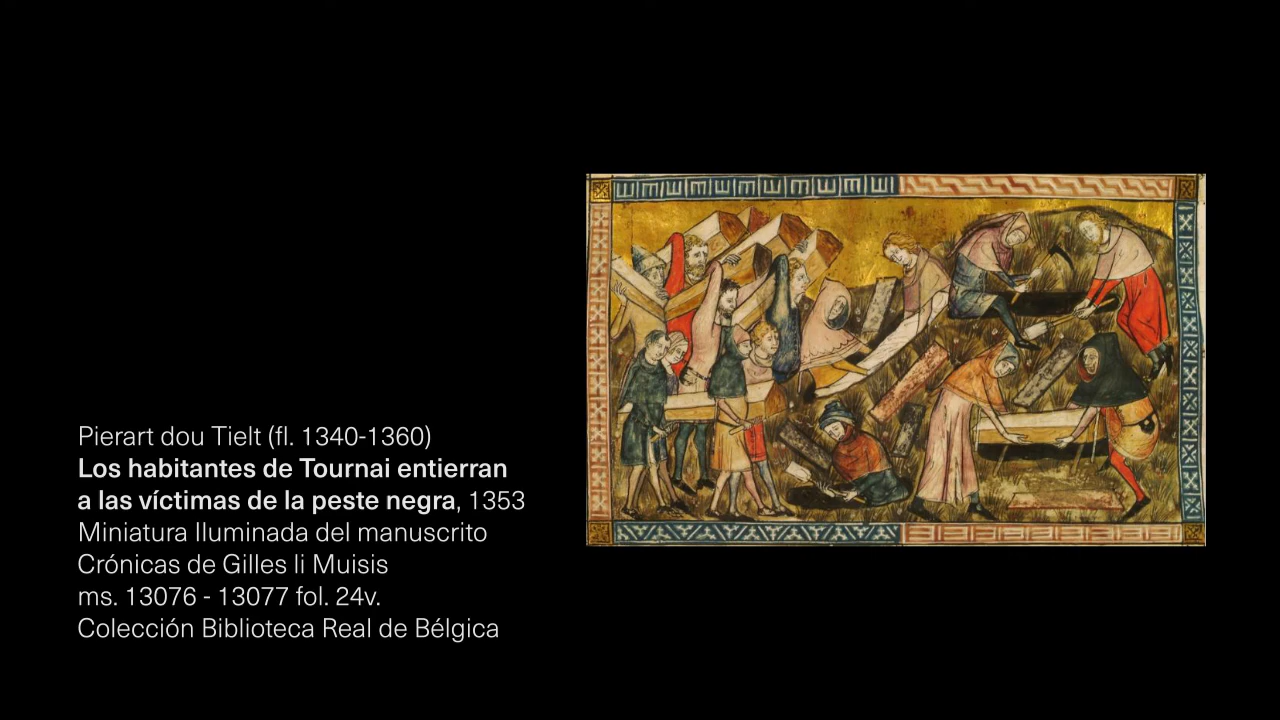 Pierart dou Tielt (fl. 1340-1360)
Los habitantes de Tournai entierran
a las víctimas de la peste negra, 1353
Miniatura Iluminada del manuscrito
Crónicas de Gilles li Muisis
ms. 13076 - 13077 fol. 24v.
Colección Biblioteca Real de Bélgica